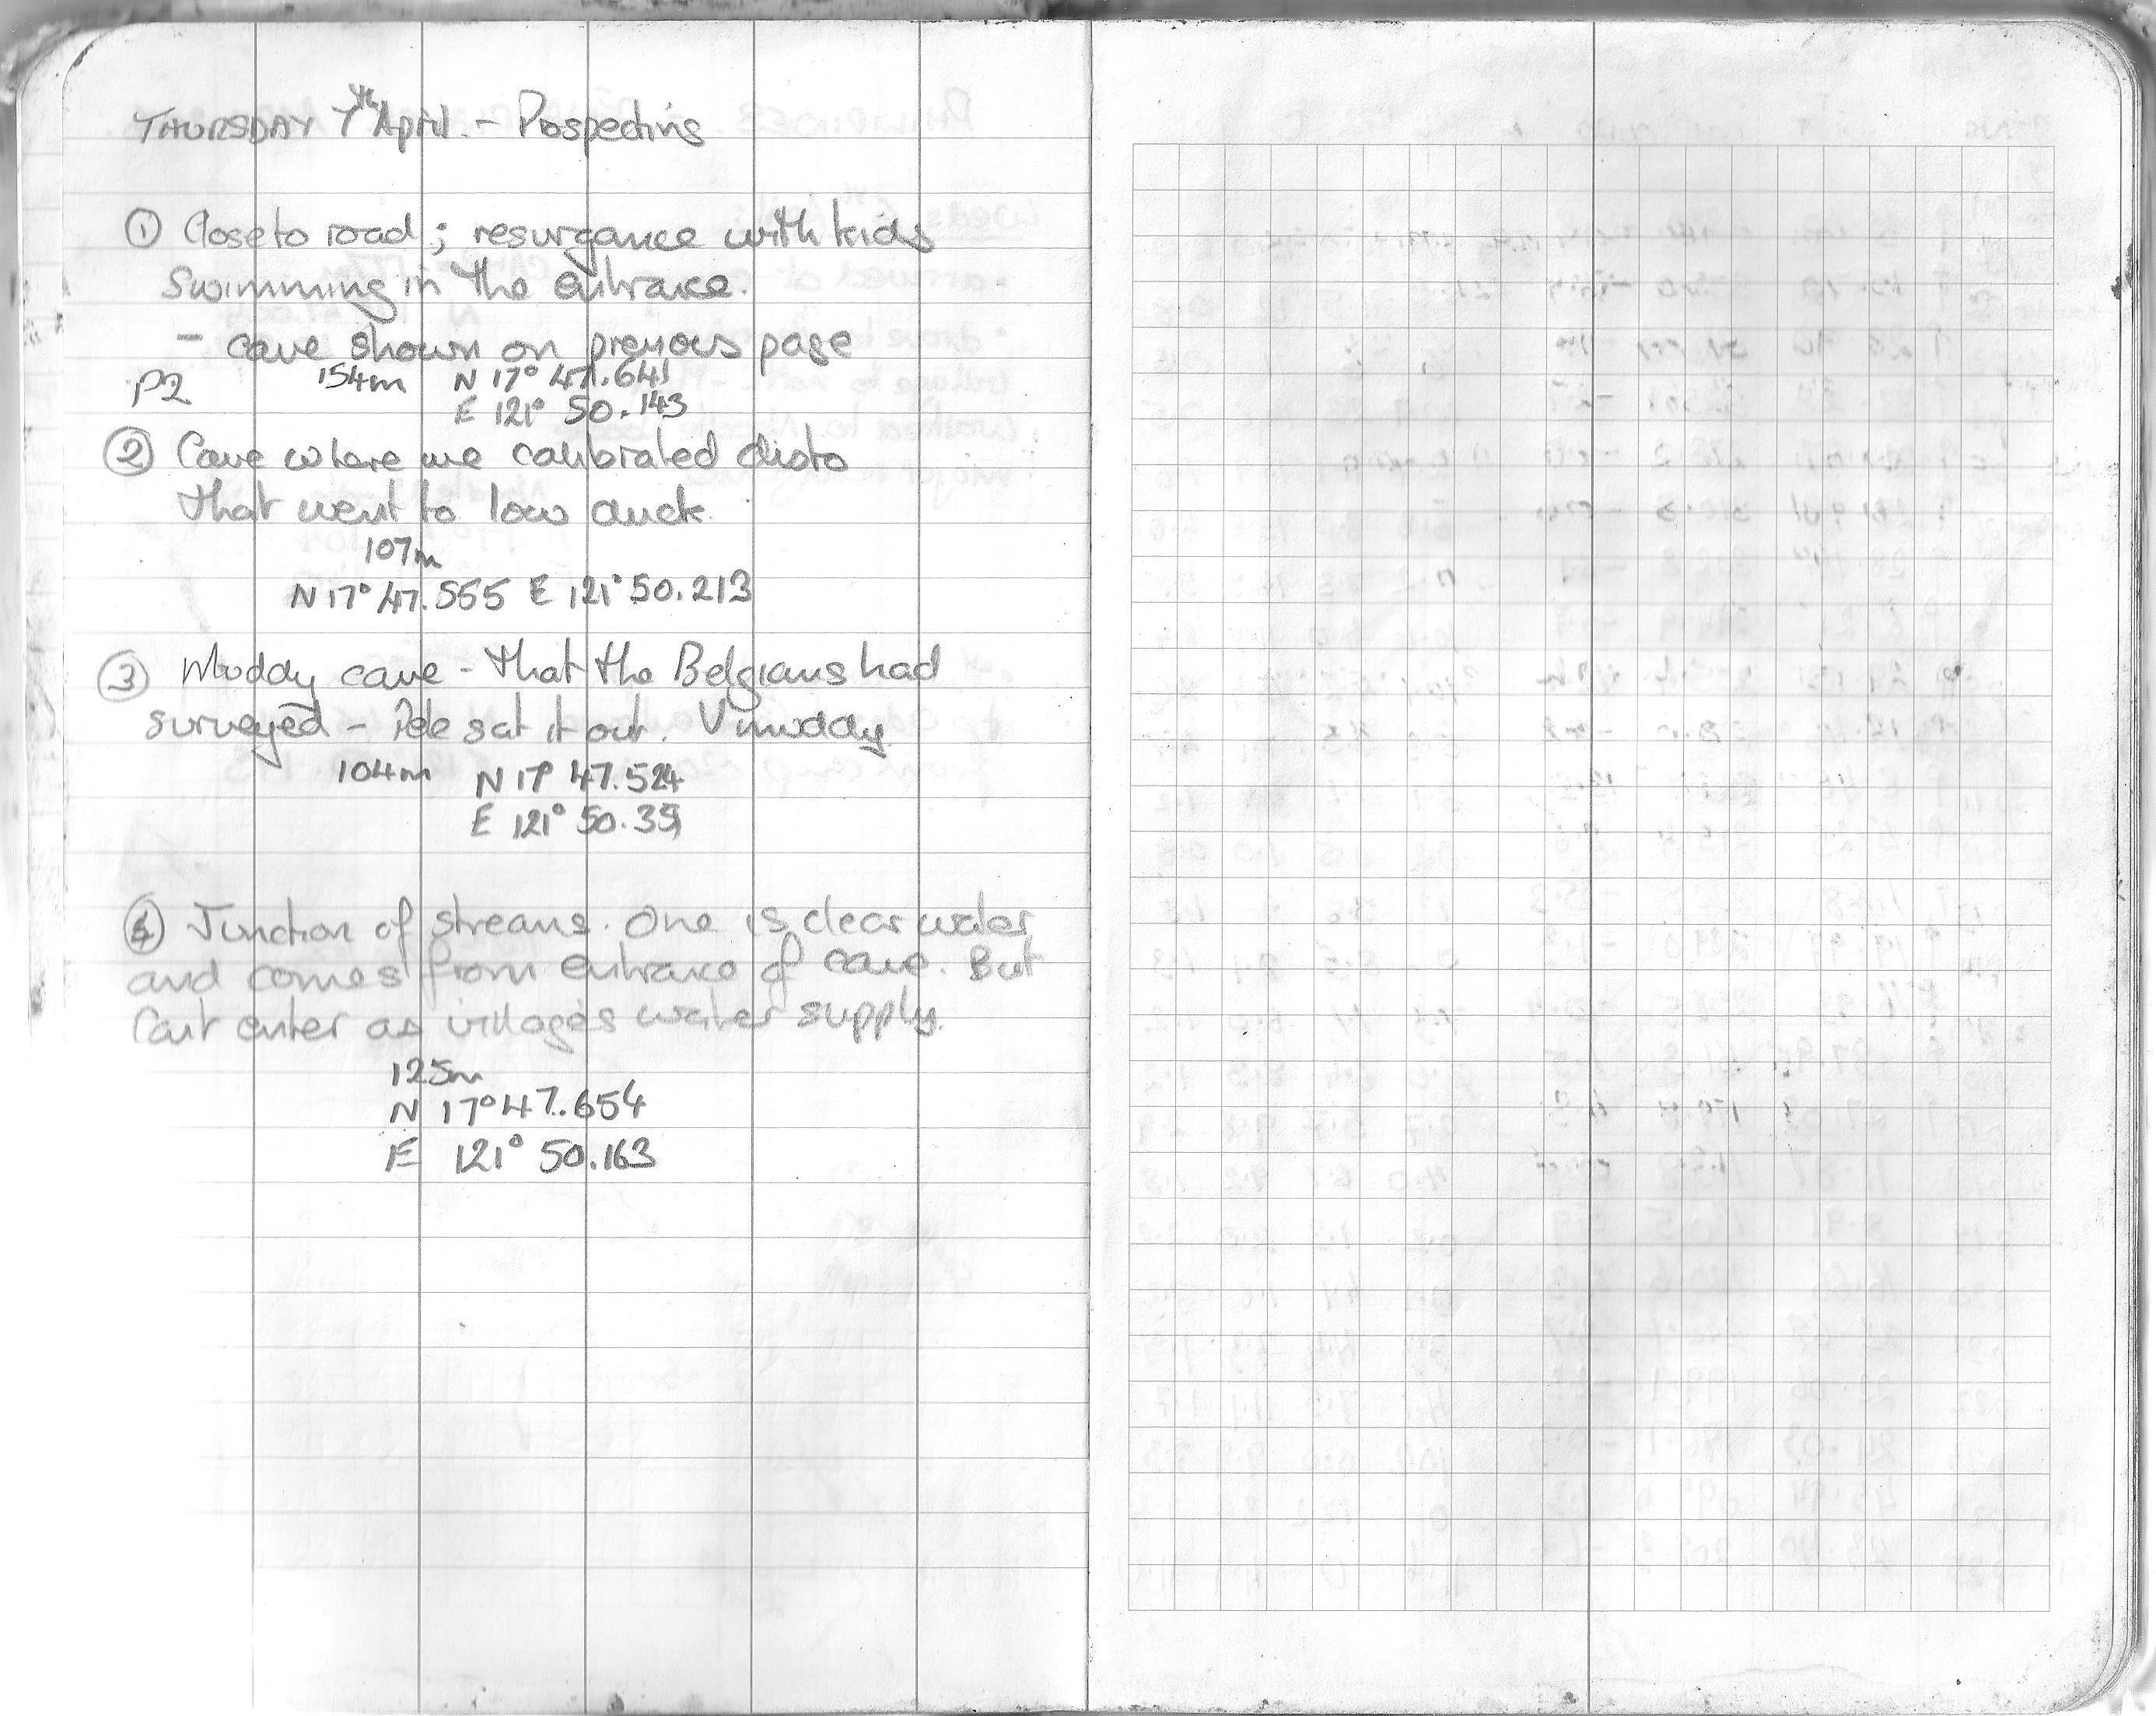 THURSDAY 7th April. - Prospecting
① Close to road; resurgance with kids
Swimming in the entrance.
- cave shown on previous page
P2 154m N 17° 47.641
E 121° 50.143
② Cave where we calibrated disto
that went to low duck.
107m
N 17° 47.555 E 121° 50.213
③ Muddy cave - that the Belgians had
surveyed - Pete sat it out. V muddy
104m N 17° 47.524
E 121° 50.35
④ Junction of streams. One is clear water
and comes from entrance of cave. But
Can't enter as village's water supply.
125m
N 17° 47.654
E 121° 50.163